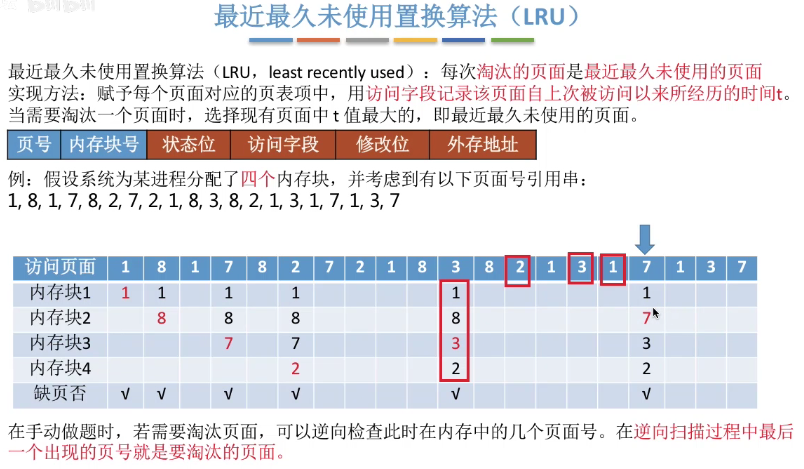 最近最久未使用置换算法（LRU）
最近最久未使用置换算法（LRU，least recently used）：每次淘汰的页面是最近最久未使用的页面
实现方法：赋予每个页面对应的页表项中，用访问字段记录该页面自上次被访问以来所经历的时间t。
当需要淘汰一个页面时，选择现有页面中 t 值最大的，即最近最久未使用的页面。
页号 内存块号 状态位 访问字段 修改位 外存地址
例：假设系统为某进程分配了四个内存块，并考虑到有以下页面号引用串：
1, 8, 1, 7, 8, 2, 7, 2, 1, 8, 3, 8, 2, 1, 3, 1, 7, 1, 3, 7
访问页面 1 8 1 7 8 2 7 2 1 8 3 8 2 1 3 1 7 1 3 7
内存块1 1 1 1 1 1 1
内存块2 8 8 8 8 7
内存块3 7 7 3 3
内存块4 2 2 2
缺页否 √ √ √ √ √ √
在手动做题时，若需要淘汰页面，可以逆向检查此时在内存中的几个页面号。在逆向扫描过程中最后
一个出现的页号就是要淘汰的页面。